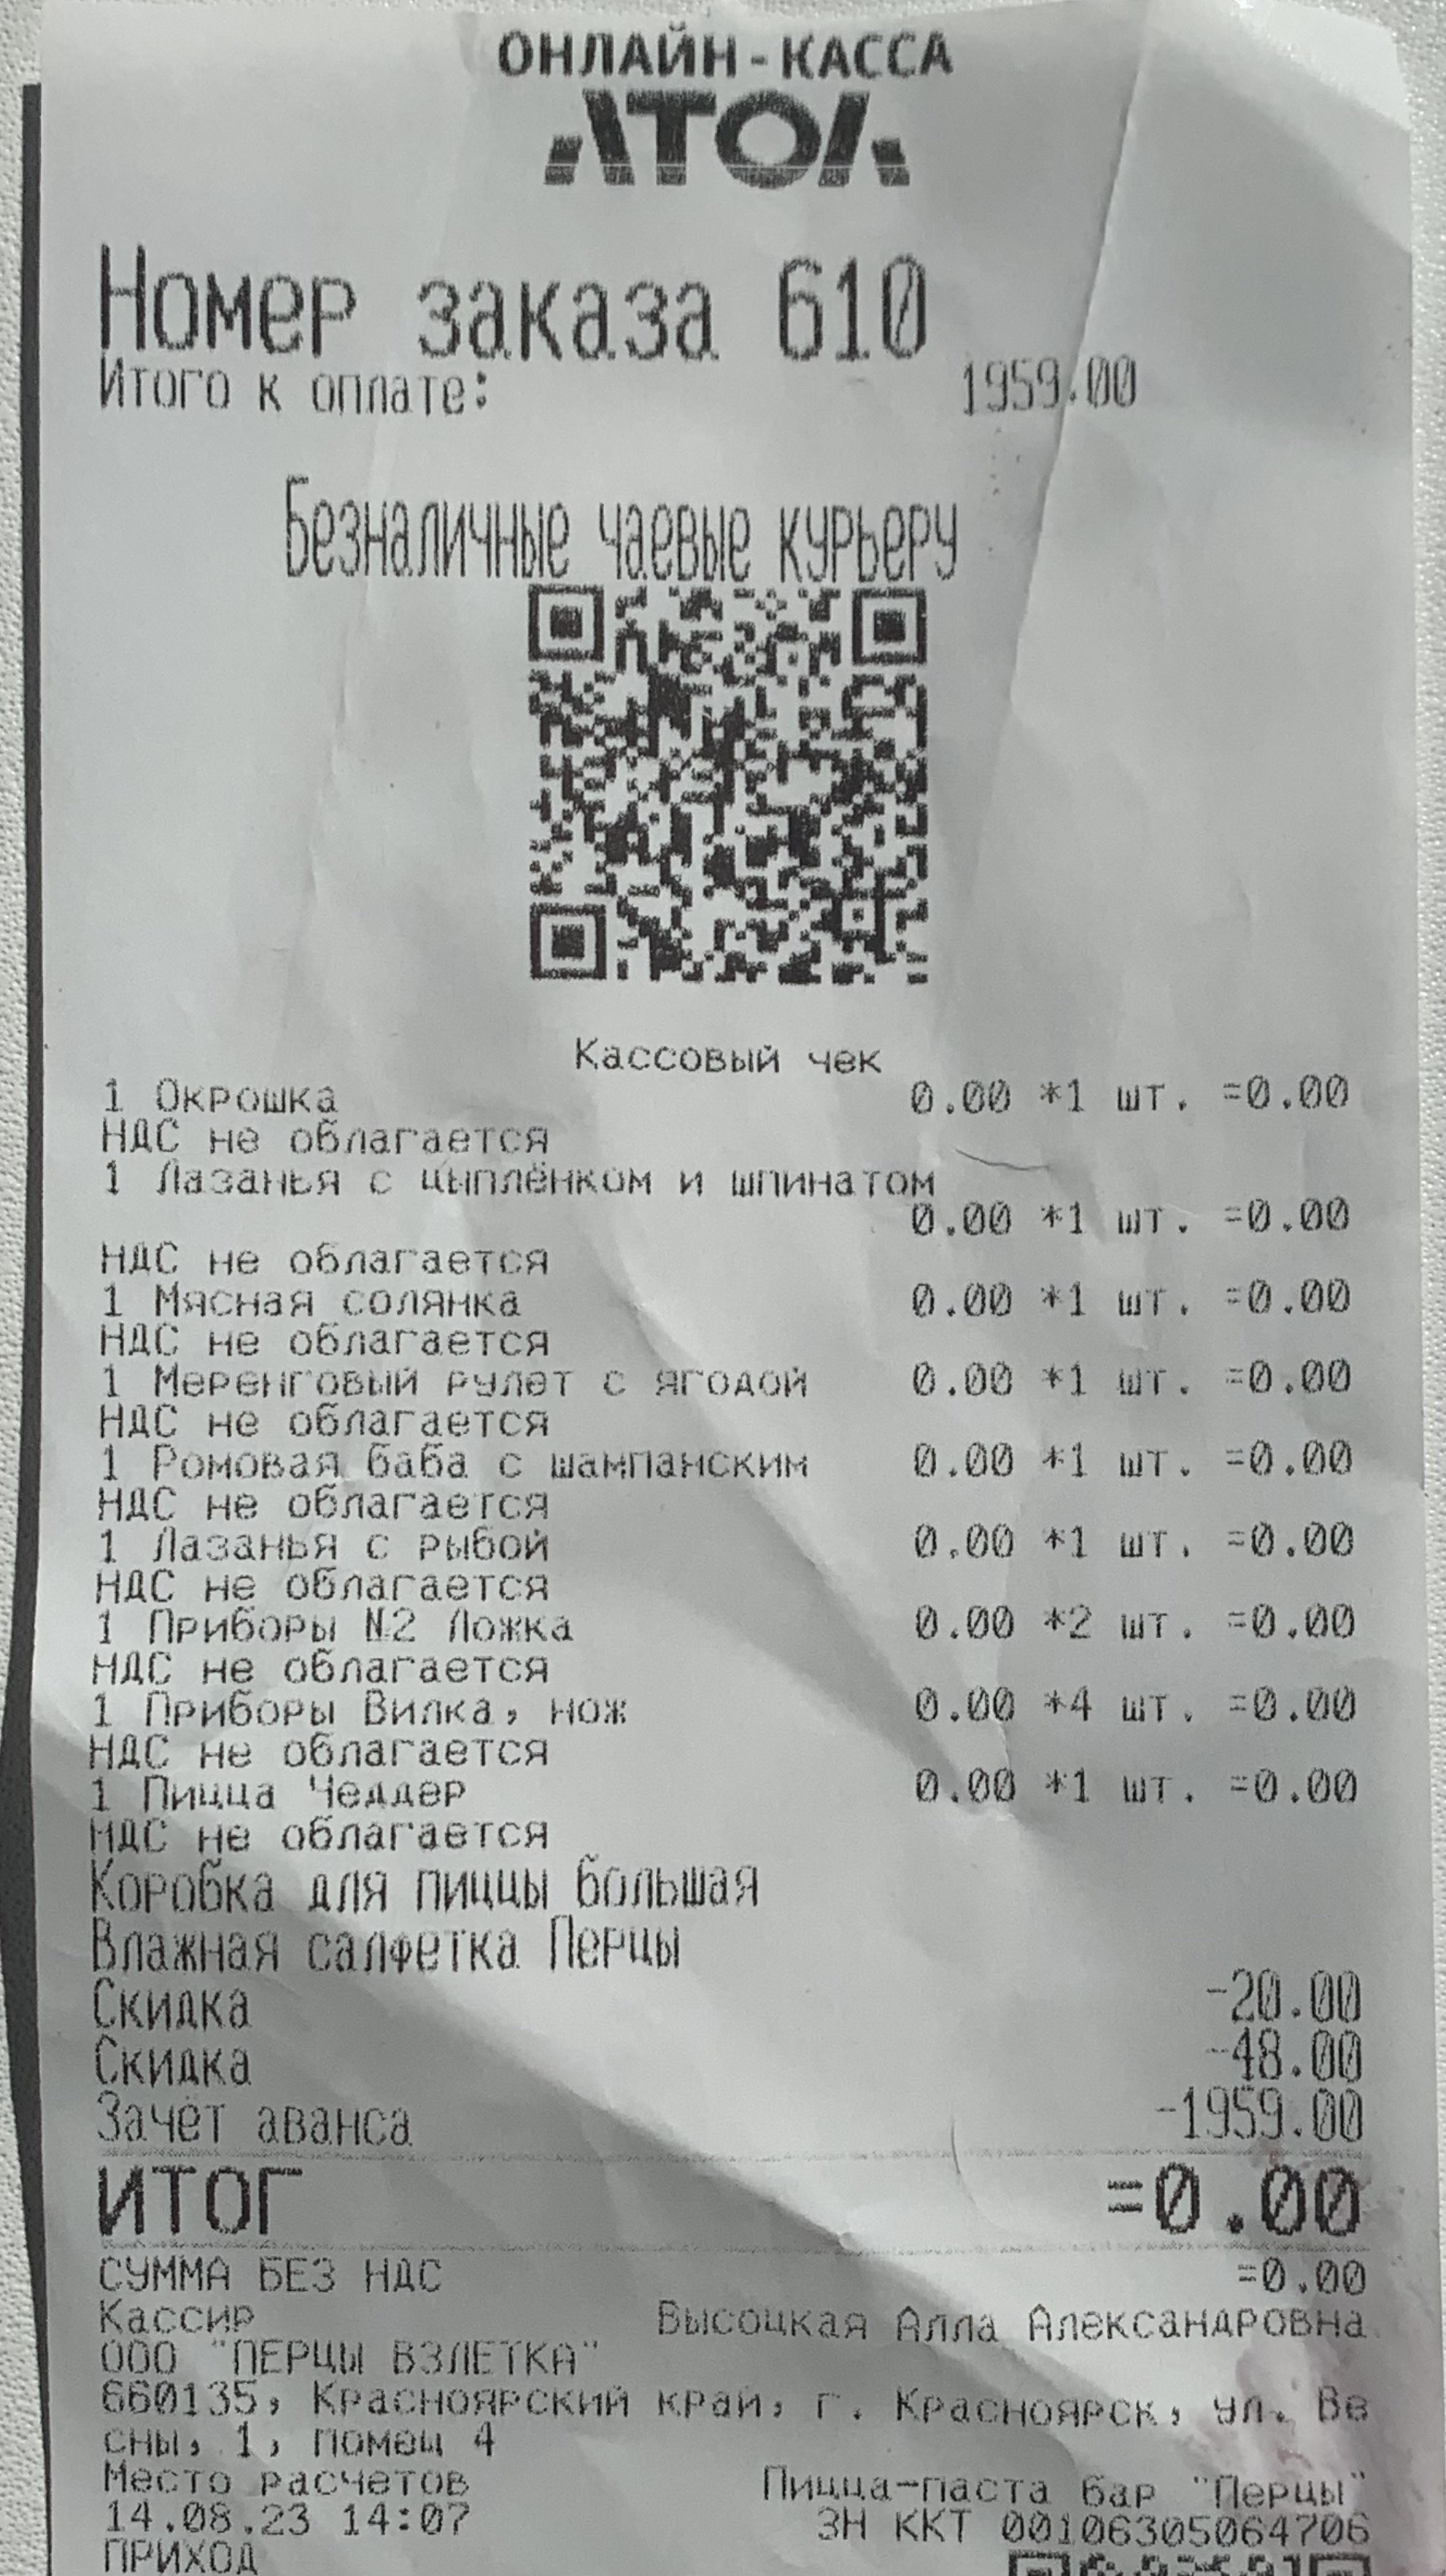 ОНЛАЙН-КАССА
АТОЛ
Номер заказа 610
Итого к оплате: 1959.00
Безналичные чаевые курьеру
Кассовый чек
1 Окрошка 0.00 *1 шт. =0.00
НДС не облагается
1 Лазанья с цыплёнком и шпинатом
0.00 *1 шт. =0.00
НДС не облагается
1 Мясная солянка 0.00 *1 шт. =0.00
НДС не облагается
1 Меренговый рулет с ягодой 0.00 *1 шт. =0.00
НДС не облагается
1 Ромовая баба с шампанским 0.00 *1 шт. =0.00
НДС не облагается
1 Лазанья с рыбой 0.00 *1 шт. =0.00
НДС не облагается
1 Приборы №2 Ложка 0.00 *2 шт. =0.00
НДС не облагается
1 Приборы Вилка, нож 0.00 *4 шт. =0.00
НДС не облагается
1 Пицца Чеддер 0.00 *1 шт. =0.00
НДС не облагается
Коробка для пиццы большая
Влажная салфетка Перцы
Скидка -20.00
Скидка -48.00
Зачёт аванса -1959.00
ИТОГ =0.00
СУММА БЕЗ НДС =0.00
Кассир Высоцкая Алла Александровна
ООО "ПЕРЦЫ ВЗЛЕТКА"
660135, Красноярский край, г. Красноярск, ул. Ве
сны, 1, помещ 4
Место расчетов Пицца-паста бар "Перцы"
14.08.23 14:07 ЗН ККТ 00106305064706
ПРИХОД